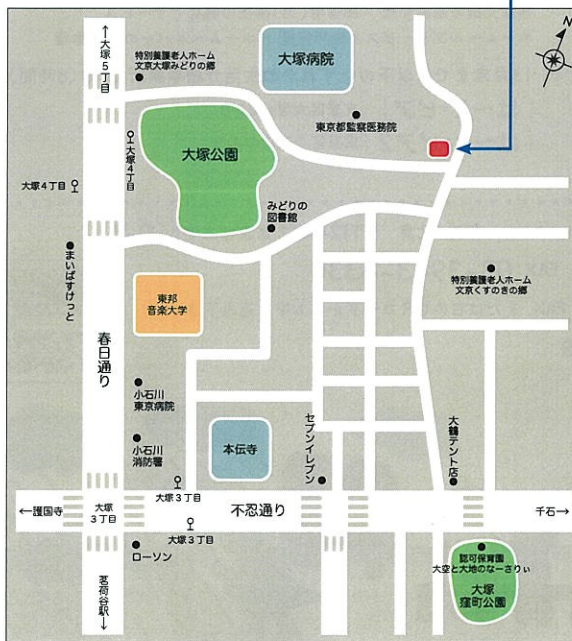 N
↑大塚5丁目
特別養護老人ホーム
文京大塚みどりの郷
大塚病院
東京都監察医務院
大塚4丁目
大塚公園
大塚4丁目
みどりの
図書館
まいばすけっと
特別養護老人ホーム
文京くすのきの郷
東邦
音楽大学
春日通り
小石川
東京病院
小石川
消防署
本伝寺
セブンイレブン
大鶴テント店
大塚3丁目
←護国寺
大塚
3丁目
不忍通り
千石→
大塚3丁目
ローソン
認可保育園
大空と大地のなーさりぃ
大塚
窪町公園
茗荷谷駅↓